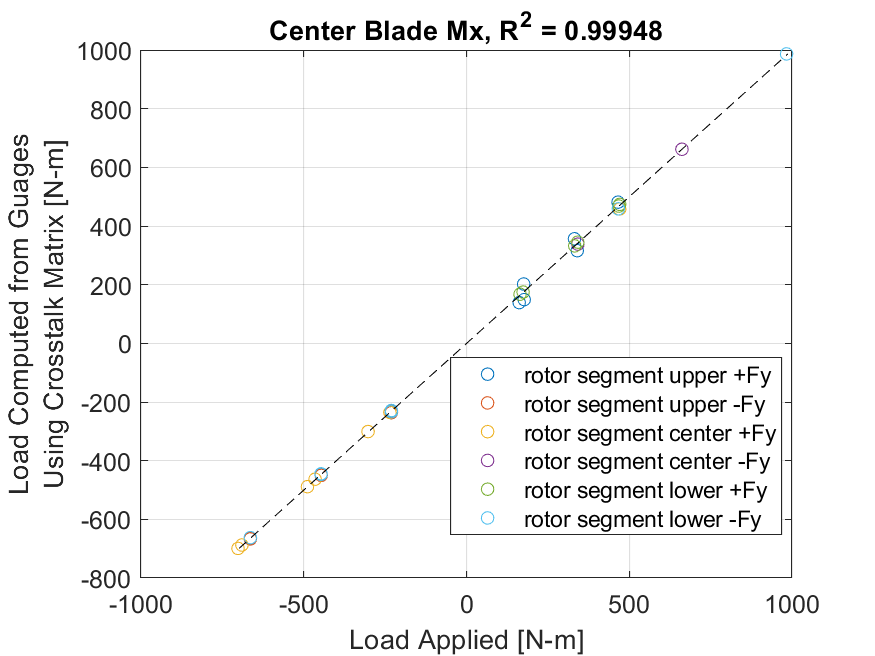 Center Blade Mx, R² = 0.99948
Load Computed from Guages
Using Crosstalk Matrix [N-m]
1000
800
600
400
200
0
-200
-400
-600
-800
rotor segment upper +Fy
rotor segment upper -Fy
rotor segment center +Fy
rotor segment center -Fy
rotor segment lower +Fy
rotor segment lower -Fy
-1000
-500
0
500
1000
Load Applied [N-m]